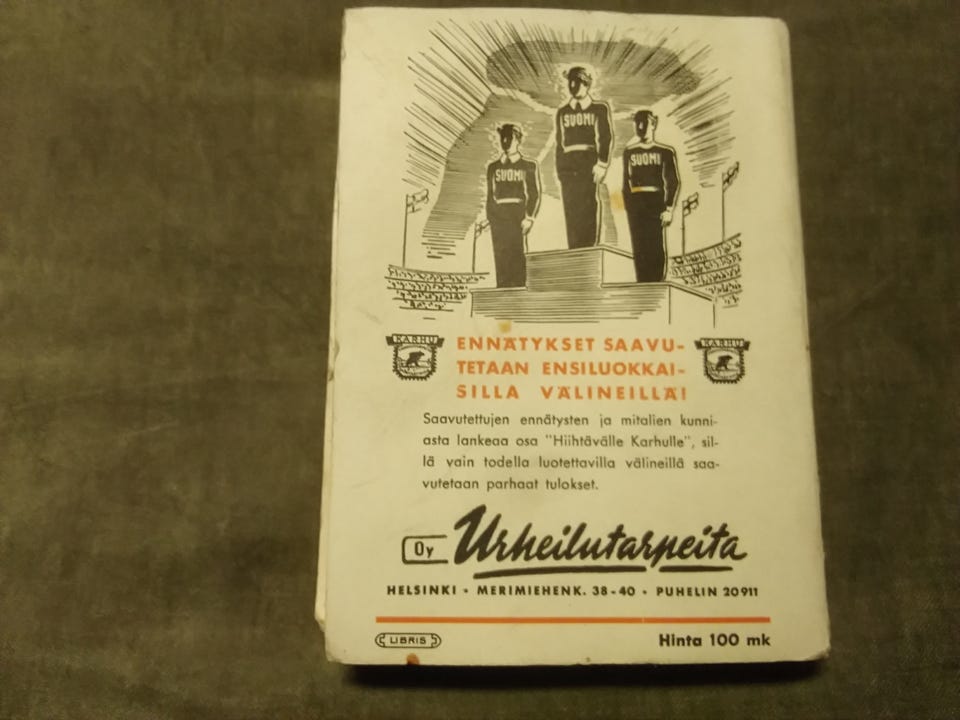 SUOMI
SUOMI
SUOMI
KARHU
KARHU
ENNÄTYKSET SAAVU-
TETAAN ENSILUOKKAI-
SILLA VÄLINEILLÄ!
Saavutettujen ennätysten ja mitalien kunni-
asta lankeaa osa "Hiihtävälle Karhulle", sil-
lä vain todella luotettavilla välineillä saa-
vutetaan parhaat tulokset.
Oy Urheilutarpeita
HELSINKI • MERIMIEHENK. 38-40 • PUHELIN 20911
LIBRIS Hinta 100 mk